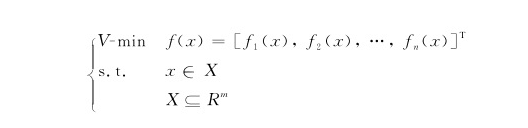 V-min f(x) = [f₁(x), f₂(x), …, fₙ(x)]ᵀ
s.t. x ∈ X
X ⊆ Rᵐ